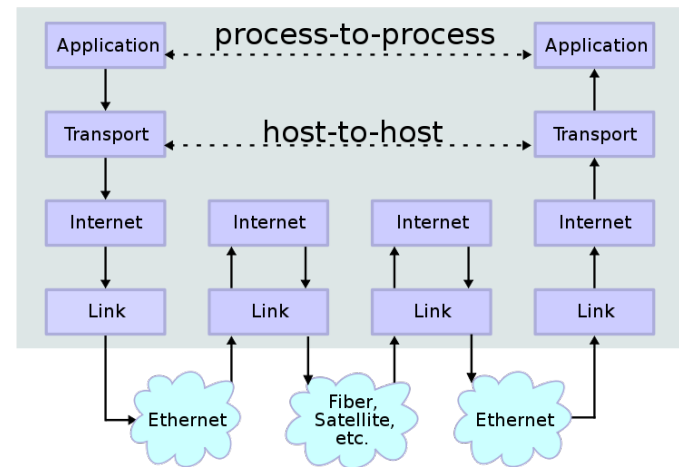 Application
process-to-process
Application
Transport
host-to-host
Transport
Internet
Internet
Internet
Internet
Link
Link
Link
Link
Ethernet
Fiber,
Satellite,
etc.
Ethernet